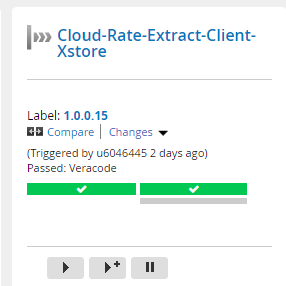 Cloud-Rate-Extract-Client-
Xstore
Label: 1.0.0.15
Compare Changes
(Triggered by u6046445 2 days ago)
Passed: Veracode